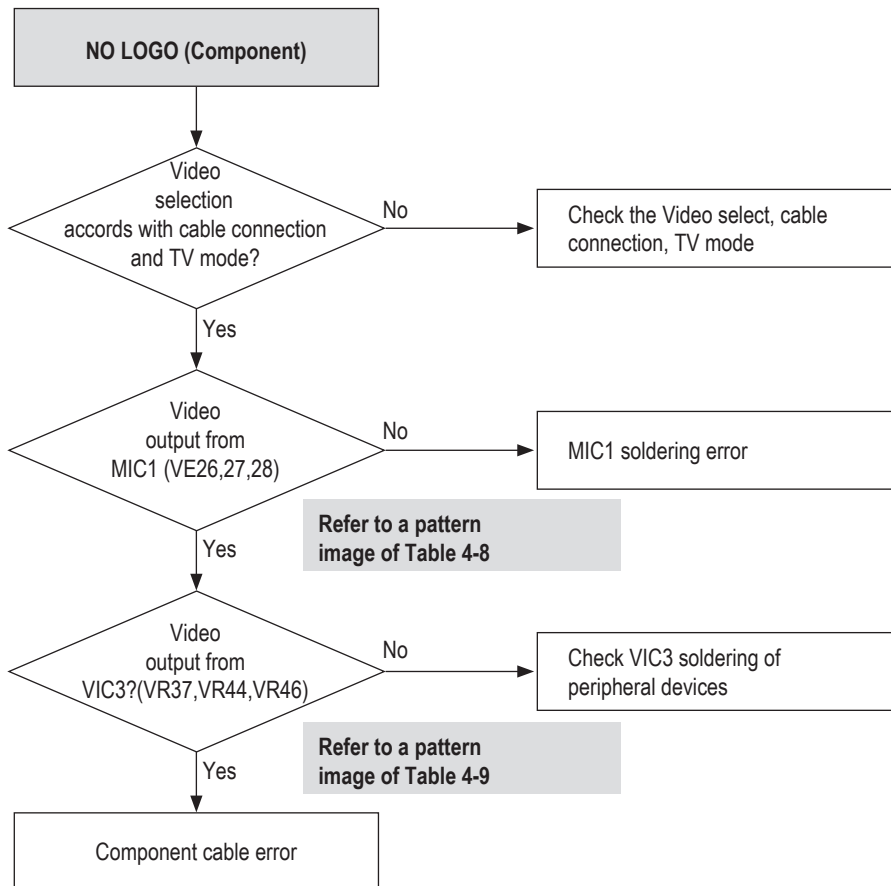 NO LOGO (Component)
Video
selection
accords with cable connection
and TV mode?
No
Check the Video select, cable
connection, TV mode
Yes
Video
output from
MIC1 (VE26,27,28)
No
MIC1 soldering error
Refer to a pattern
image of Table 4-8
Yes
Video
output from
VIC3?(VR37,VR44,VR46)
No
Check VIC3 soldering of
peripheral devices
Refer to a pattern
image of Table 4-9
Yes
Component cable error